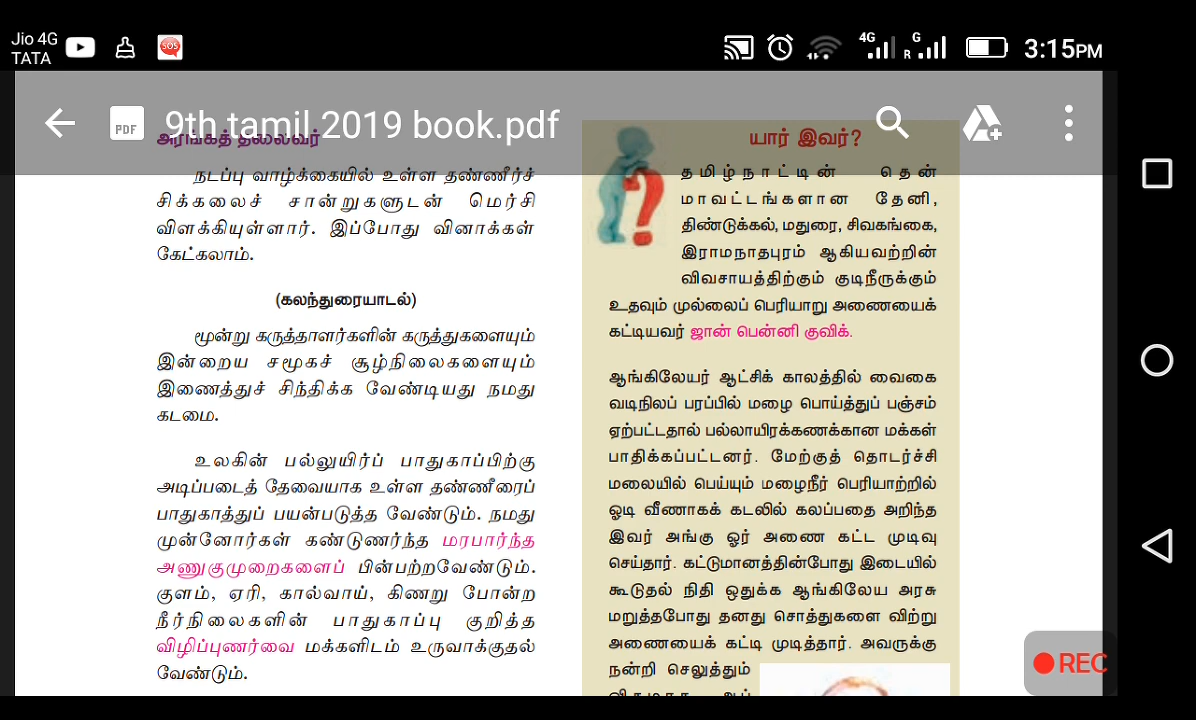 Jio 4G
TATA
SOS
4G
R
G
3:15PM
PDF
9th tamil 2019 book.pdf
அரங்கத் தலைவர்
நடப்பு வாழ்க்கையில் உள்ள தண்ணீர்ச்
சிக்கலைச் சான்றுகளுடன் மெர்சி
விளக்கியுள்ளார். இப்போது வினாக்கள்
கேட்கலாம்.
(கலந்துரையாடல்)
மூன்று கருத்தாளர்களின் கருத்துகளையும்
இன்றைய சமூகச் சூழ்நிலைகளையும்
இணைத்துச் சிந்திக்க வேண்டியது நமது
கடமை.
உலகின் பல்லுயிர்ப் பாதுகாப்பிற்கு
அடிப்படைத் தேவையாக உள்ள தண்ணீரைப்
பாதுகாத்துப் பயன்படுத்த வேண்டும். நமது
முன்னோர்கள் கண்டுணர்ந்த மரபார்ந்த
அணுகுமுறைகளைப் பின்பற்றவேண்டும்.
குளம், ஏரி, கால்வாய், கிணறு போன்ற
நீர்நிலைகளின் பாதுகாப்பு குறித்த
விழிப்புணர்வை மக்களிடம் உருவாக்குதல்
வேண்டும்.
யார் இவர்?
தமிழ்நாட்டின் தென்
மாவட்டங்களான தேனி,
திண்டுக்கல், மதுரை, சிவகங்கை,
இராமநாதபுரம் ஆகியவற்றின்
விவசாயத்திற்கும் குடிநீருக்கும்
உதவும் முல்லைப் பெரியாறு அணையைக்
கட்டியவர் ஜான் பென்னி குவிக்.
ஆங்கிலேயர் ஆட்சிக் காலத்தில் வைகை
வடிநிலப் பரப்பில் மழை பொய்த்துப் பஞ்சம்
ஏற்பட்டதால் பல்லாயிரக்கணக்கான மக்கள்
பாதிக்கப்பட்டனர். மேற்குத் தொடர்ச்சி
மலையில் பெய்யும் மழைநீர் பெரியாற்றில்
ஓடி வீணாகக் கடலில் கலப்பதை அறிந்த
இவர் அங்கு ஓர் அணை கட்ட முடிவு
செய்தார். கட்டுமானத்தின்போது இடையில்
கூடுதல் நிதி ஒதுக்க ஆங்கிலேய அரசு
மறுத்தபோது தனது சொத்துகளை விற்று
அணையைக் கட்டி முடித்தார். அவருக்கு
நன்றி செலுத்தும்
REC